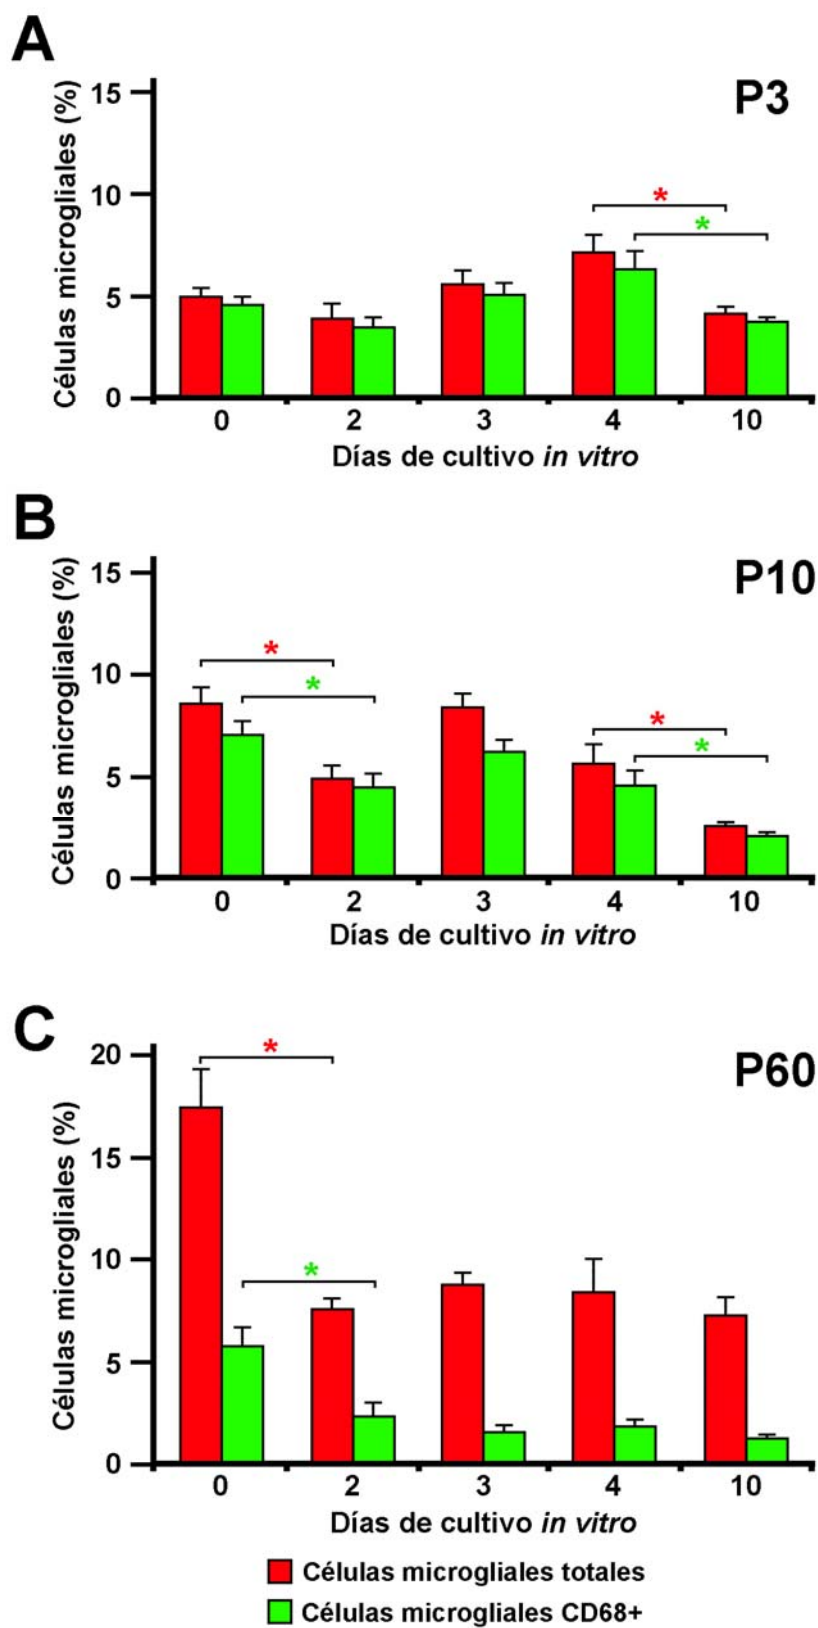 A
P3
Células microgliales (%)
15
10
5
0
* *
0 2 3 4 10
Días de cultivo in vitro
B
P10
Células microgliales (%)
15
10
5
0
* * * *
0 2 3 4 10
Días de cultivo in vitro
C
P60
Células microgliales (%)
20
15
10
5
0
* *
0 2 3 4 10
Días de cultivo in vitro
Células microgliales totales
Células microgliales CD68+